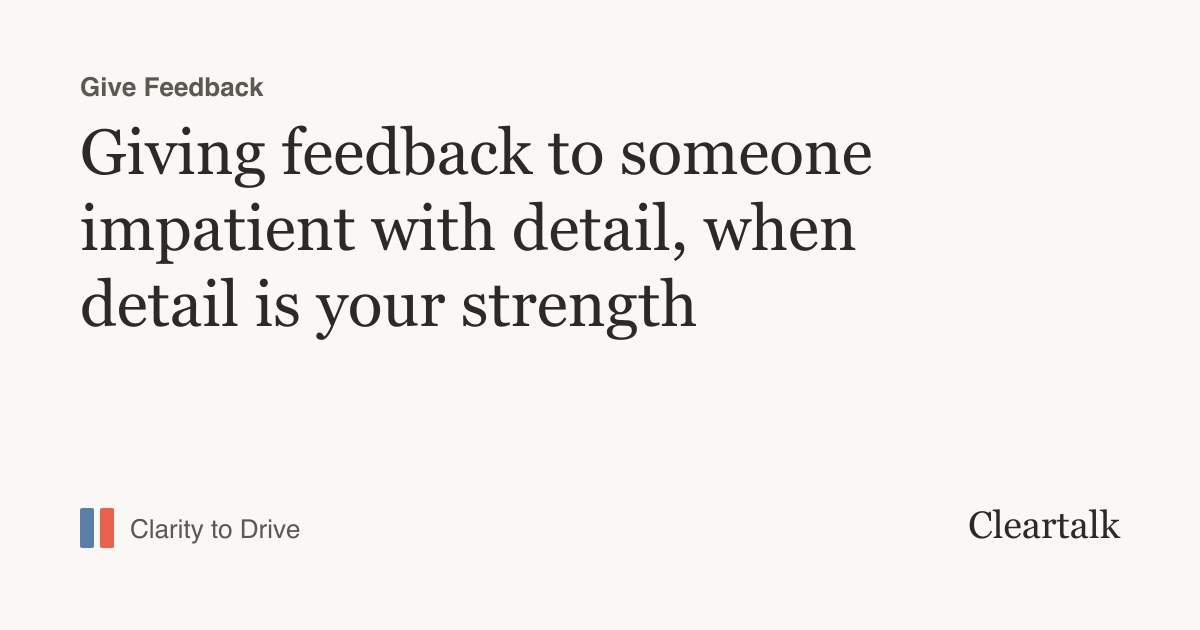 Give Feedback
Giving feedback to someone
impatient with detail, when
detail is your strength
Clarity to Drive
Cleartalk